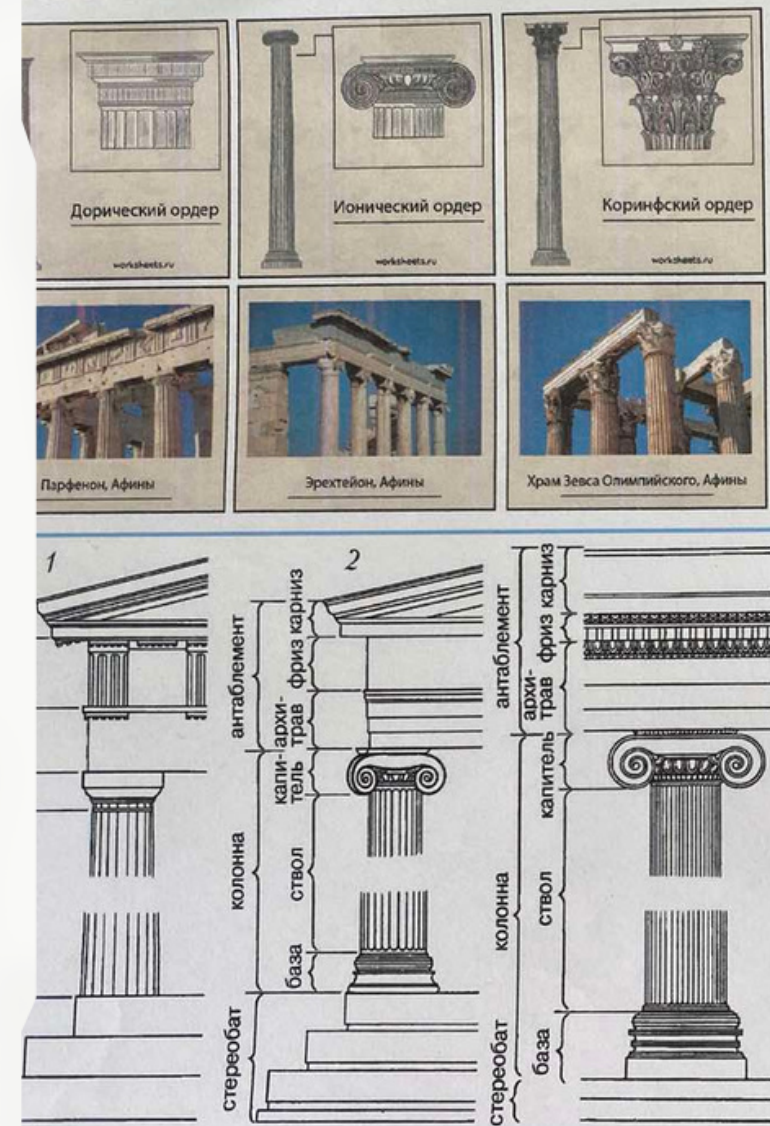 Дорический ордер
worksheets.ru
Ионический ордер
worksheets.ru
Коринфский ордер
worksheets.ru
Парфенон, Афины
Эрехтейон, Афины
Храм Зевса Олимпийского, Афины
1
2
антаблемент
карниз
фриз
архи-
трав
колонна
капи-
тель
ствол
база
стереобат
антаблемент
карниз
фриз
архи-
трав
колонна
капитель
ствол
база
стереобат